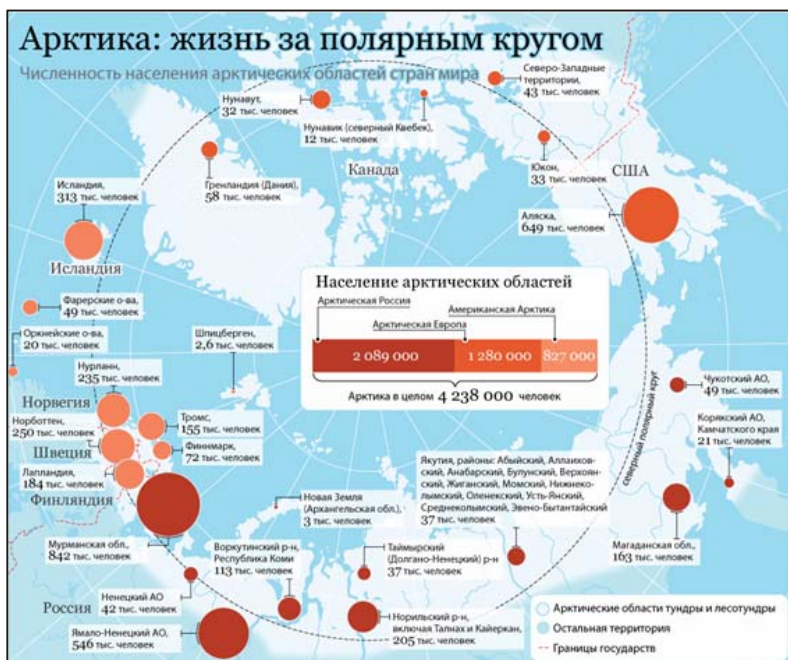 Арктика: жизнь за полярным кругом
Численность населения арктических областей стран мира
Северо-Западные
территории,
43 тыс. человек
Нунавут,
32 тыс. человек
Нунавик (северный Квебек),
12 тыс. человек
Канада
Юкон,
33 тыс. человек
США
Гренландия (Дания),
58 тыс. человек
Исландия,
313 тыс. человек
Исландия
Аляска,
649 тыс. человек
Фарерские о-ва,
49 тыс. человек
Оркнейские о-ва,
20 тыс. человек
Шпицберген,
2,6 тыс. человек
Население арктических областей
Арктическая Россия
Американская Арктика
Арктическая Европа
2 089 000
1 280 000
827 000
Арктика в целом 4 238 000 человек
северный полярный круг
Нурланн,
235 тыс. человек
Норвегия
Норботтен,
250 тыс. человек
Швеция
Тромс,
155 тыс. человек
Финнмарк,
72 тыс. человек
Лапландия,
184 тыс. человек
Финляндия
Чукотский АО,
49 тыс. человек
Корякский АО,
Камчатского края
21 тыс. человек
Якутия, районы: Абыйский, Аллаихов-
ский, Анабарский, Булунский, Верхоян-
ский, Жиганский, Момский, Нижнеко-
лымский, Оленекский, Усть-Янский,
Среднеколымский, Эвено-Бытантайский
37 тыс. человек
Новая Земля
(Архангельская обл.),
3 тыс. человек
Мурманская обл.,
842 тыс. человек
Воркутинский р-н,
Республика Коми
113 тыс. человек
Таймырский
(Долгано-Ненецкий) р-н
37 тыс. человек
Магаданская обл.,
163 тыс. человек
Ненецкий АО
42 тыс. человек
Россия
Ямало-Ненецкий АО,
546 тыс. человек
Норильский р-н,
включая Талнах и Кайеркан,
205 тыс. человек
Арктические области тундры и лесотундры
Остальная территория
Границы государств